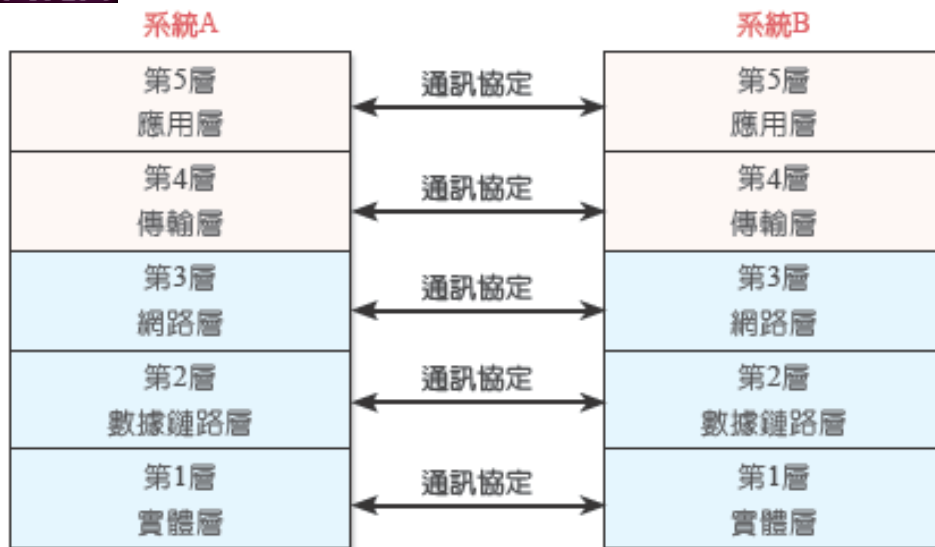 系統A
系統B
第5層
應用層
通訊協定
第5層
應用層
第4層
傳輸層
通訊協定
第4層
傳輸層
第3層
網路層
通訊協定
第3層
網路層
第2層
數據鏈路層
通訊協定
第2層
數據鏈路層
第1層
實體層
通訊協定
第1層
實體層